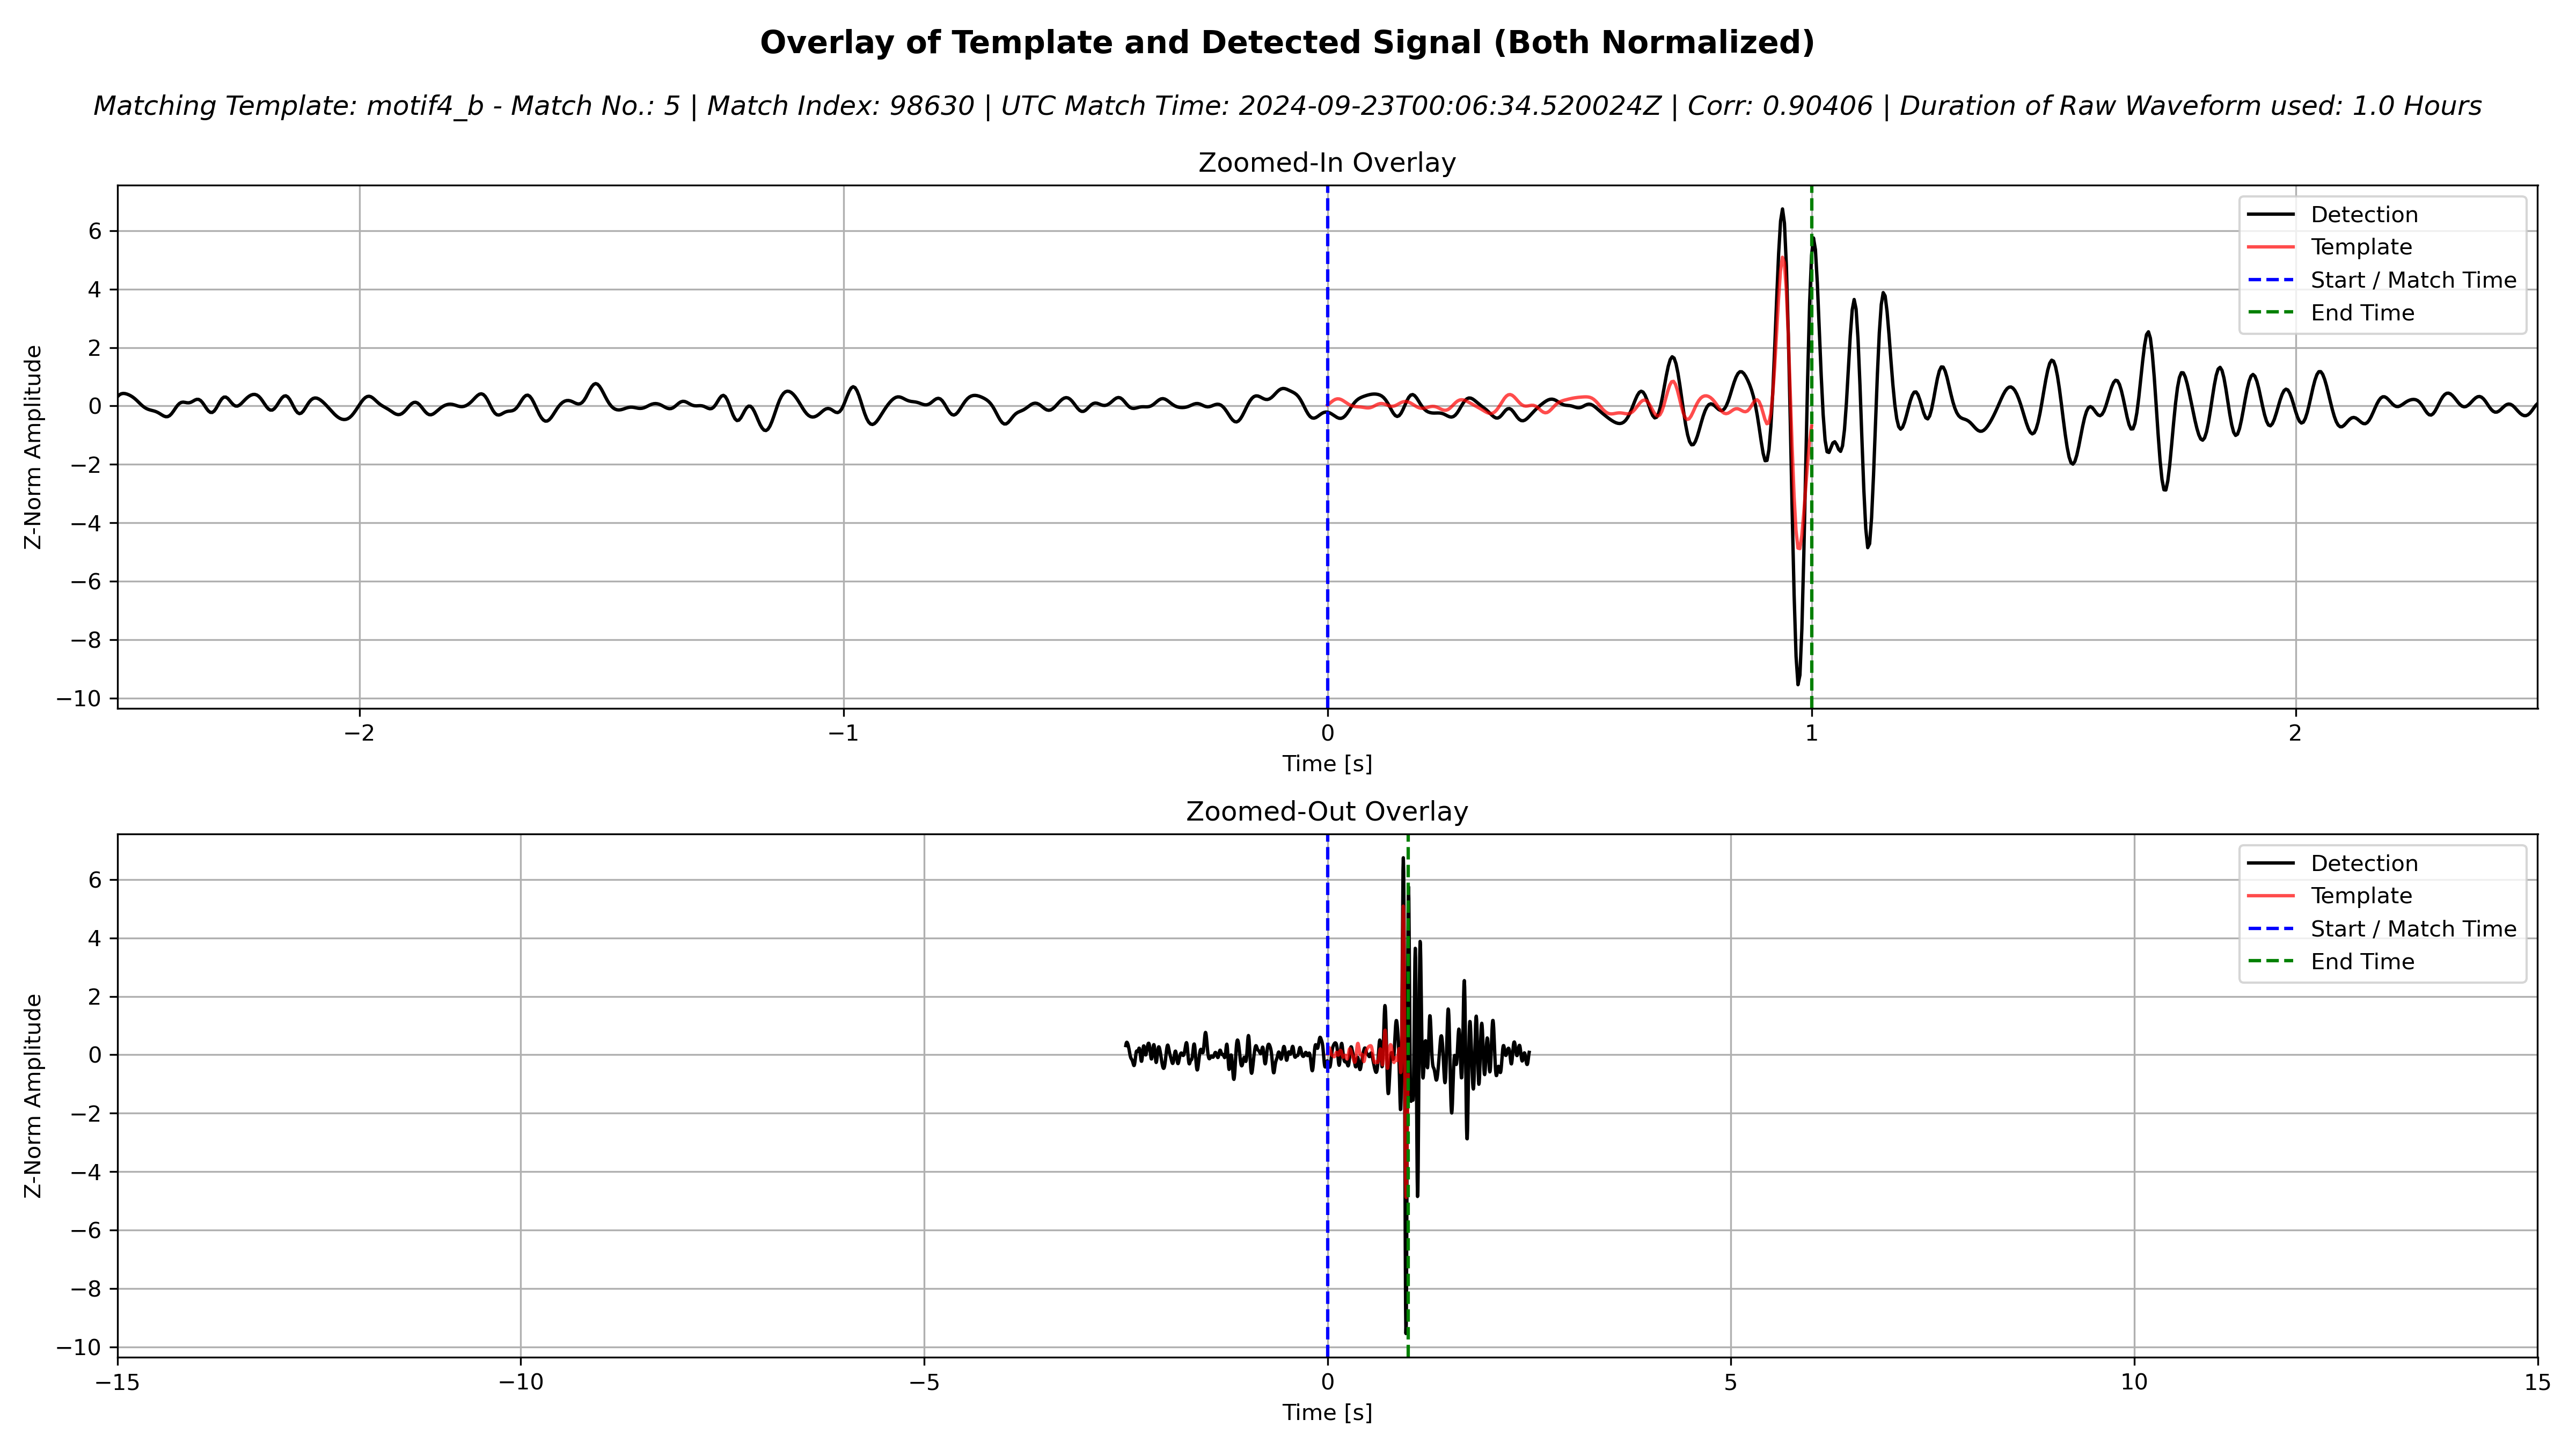 Overlay of Template and Detected Signal (Both Normalized)
Matching Template: motif4_b - Match No.: 5 | Match Index: 98630 | UTC Match Time: 2024-09-23T00:06:34.520024Z | Corr: 0.90406 | Duration of Raw Waveform used: 1.0 Hours
Zoomed-In Overlay
Z-Norm Amplitude
6
4
2
0
−2
−4
−6
−8
−10
Detection
Template
Start / Match Time
End Time
−2
−1
0
1
2
Time [s]
Zoomed-Out Overlay
Z-Norm Amplitude
6
4
2
0
−2
−4
−6
−8
−10
Detection
Template
Start / Match Time
End Time
−15
−10
−5
0
5
10
15
Time [s]